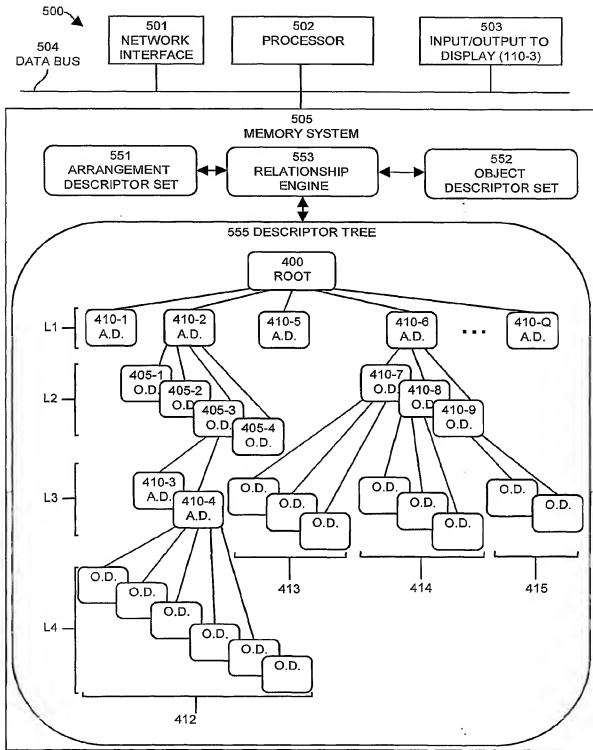 500
501
NETWORK
INTERFACE
502
PROCESSOR
503
INPUT/OUTPUT TO
DISPLAY (110-3)
504
DATA BUS
505
MEMORY SYSTEM
551
ARRANGEMENT
DESCRIPTOR SET
553
RELATIONSHIP
ENGINE
552
OBJECT
DESCRIPTOR SET
555 DESCRIPTOR TREE
400
ROOT
L1
410-1
A.D.
410-2
A.D.
410-5
A.D.
410-6
A.D.
...
410-Q
A.D.
L2
405-1
O.D.
405-2
O.D.
405-3
O.D.
405-4
O.D.
410-7
O.D.
410-8
O.D.
410-9
O.D.
L3
410-3
A.D.
410-4
A.D.
O.D.
O.D.
O.D.
O.D.
O.D.
O.D.
O.D.
O.D.
413
414
415
L4
O.D.
O.D.
O.D.
O.D.
O.D.
O.D.
412